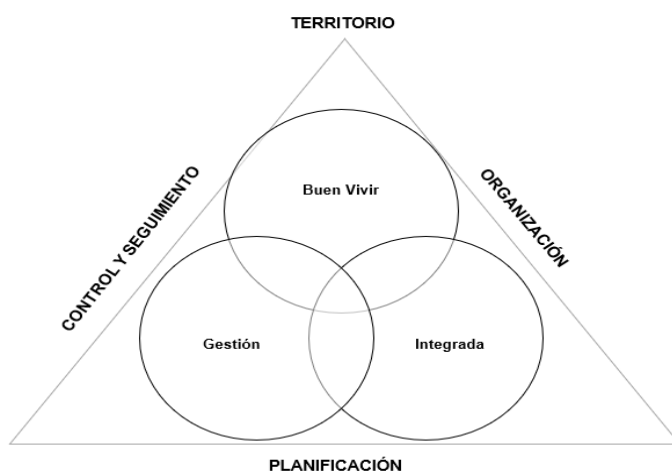 TERRITORIO
Buen Vivir
CONTROL Y SEGUIMIENTO
ORGANIZACIÓN
Gestión
Integrada
PLANIFICACIÓN